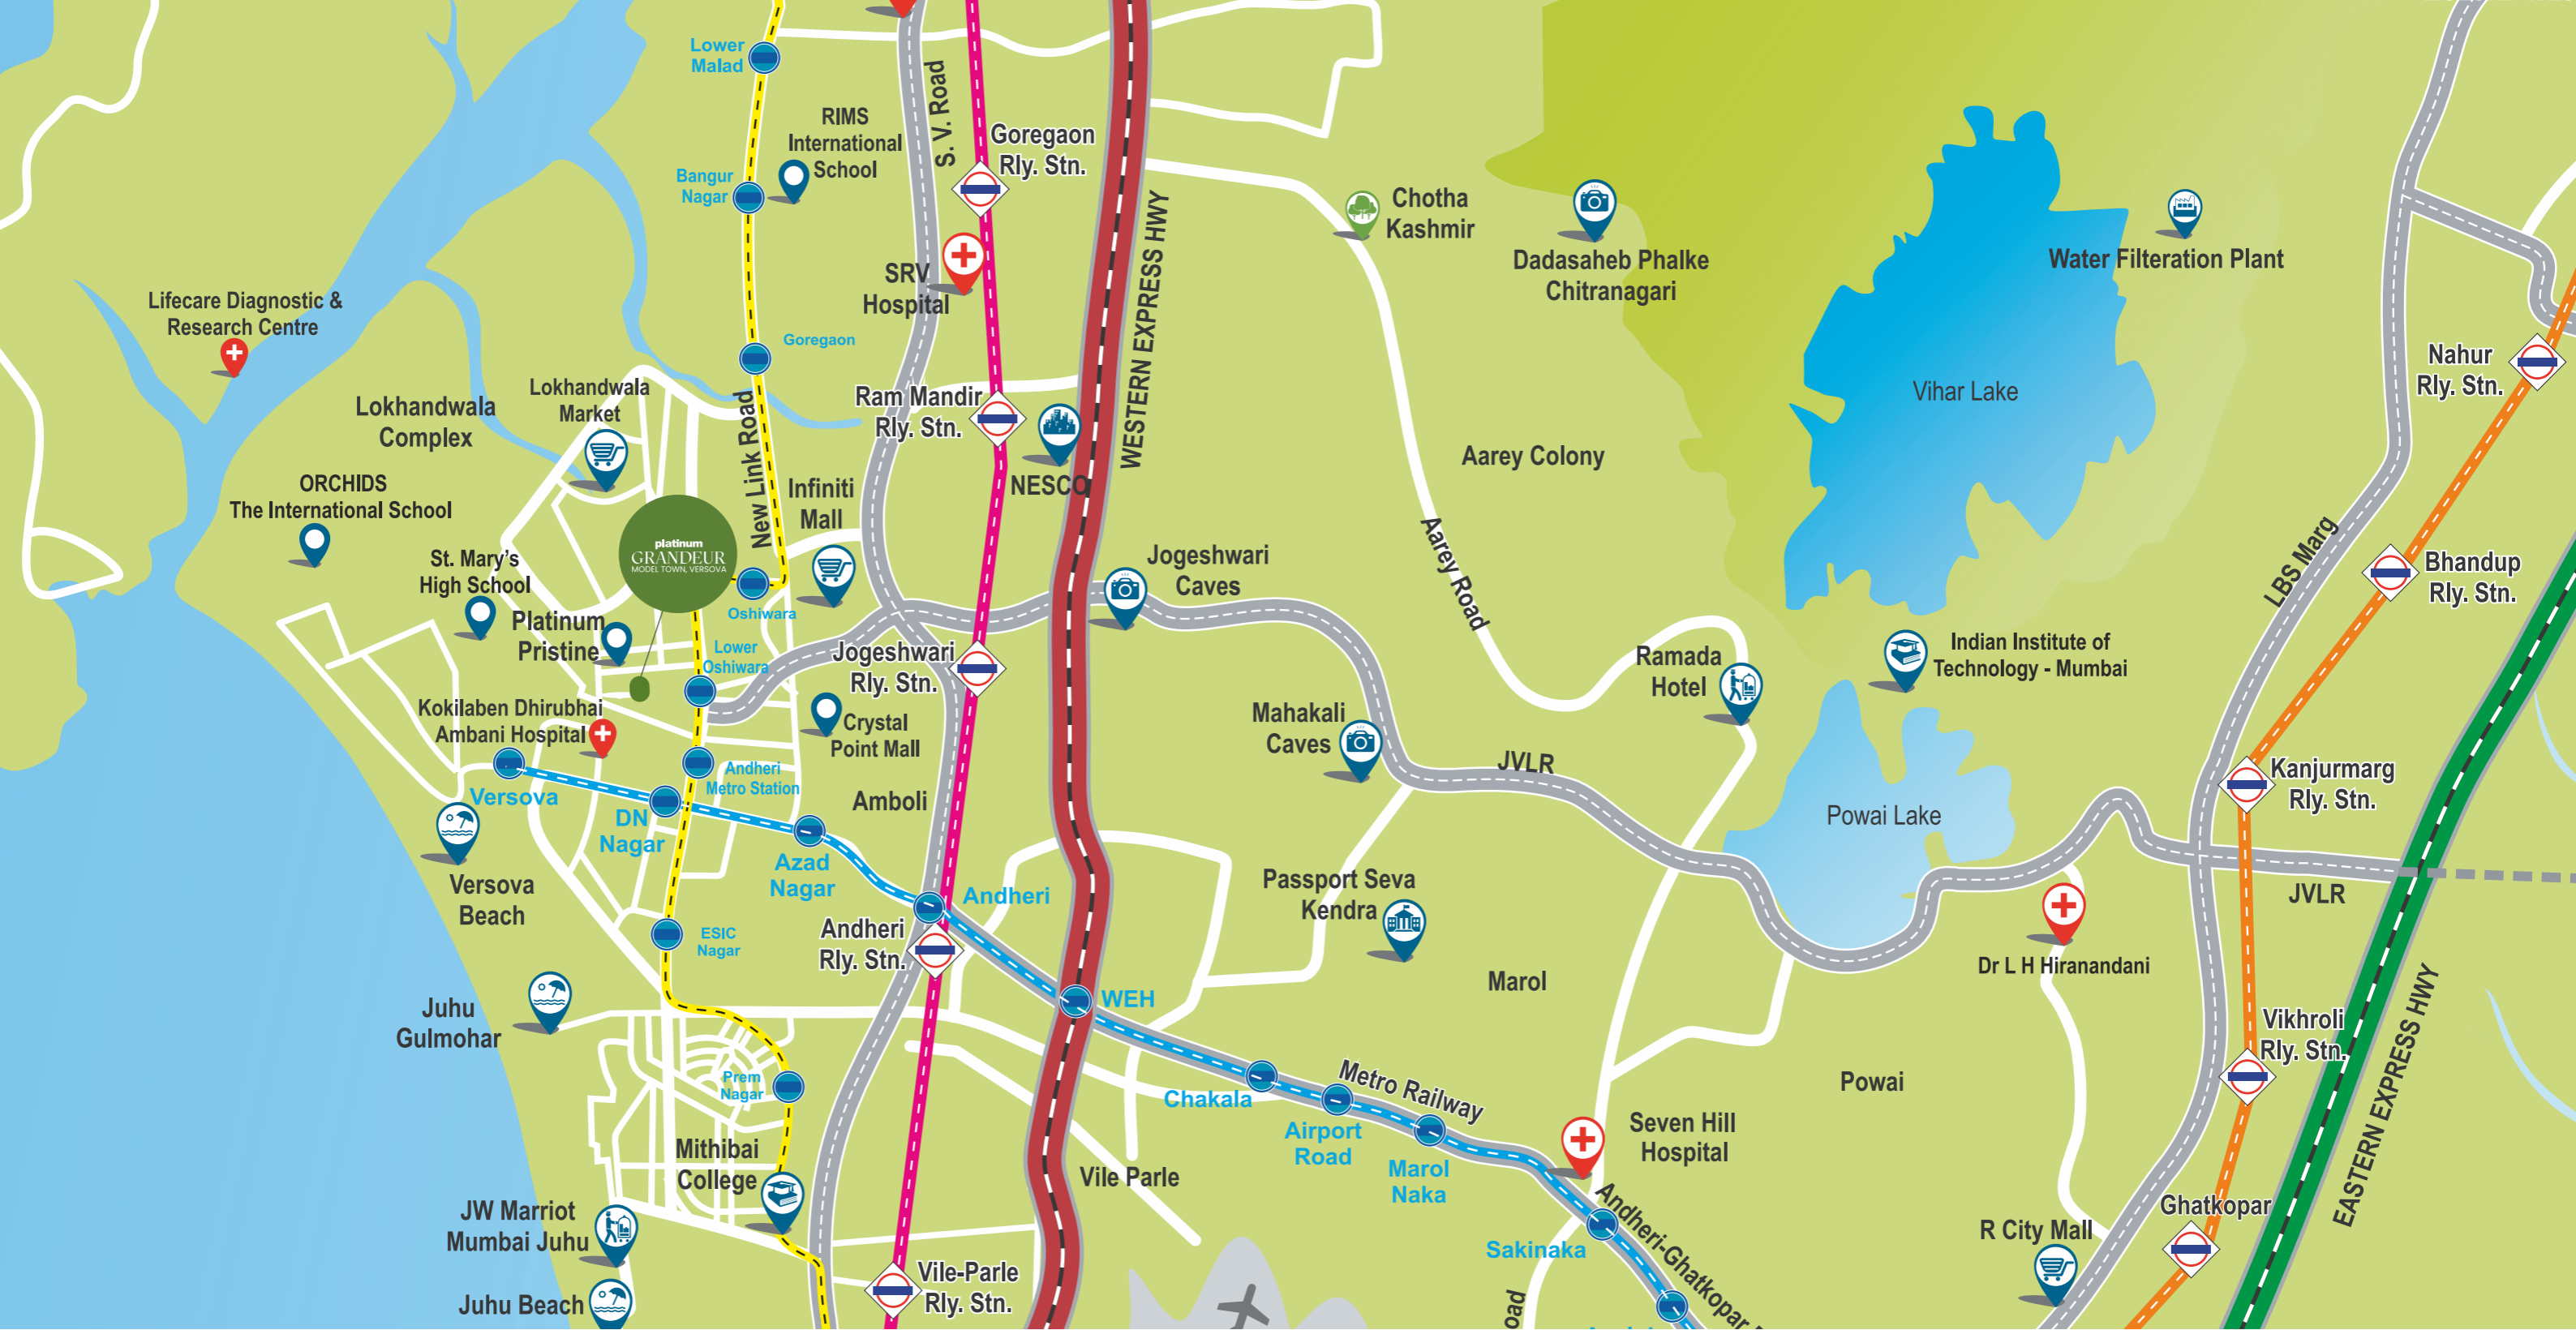 Lower
Malad
RIMS
International
School
S. V. Road
Goregaon
Rly. Stn.
Bangur
Nagar
WESTERN EXPRESS HWY
Chotha
Kashmir
Dadasaheb Phalke
Chitranagari
Water Filteration Plant
SRV
Hospital
Lifecare Diagnostic &
Research Centre
Goregaon
Nahur
Rly. Stn.
Vihar Lake
Lokhandwala
Market
Lokhandwala
Complex
Ram Mandir
Rly. Stn.
New Link Road
NESCO
Aarey Colony
ORCHIDS
The International School
Infiniti
Mall
platinum
GRANDEUR
MODEL TOWN, VERSOVA
Jogeshwari
Caves
Aarey Road
LBS Marg
Bhandup
Rly. Stn.
St. Mary's
High School
Oshiwara
Platinum
Pristine
Lower
Oshiwara
Jogeshwari
Rly. Stn.
Ramada
Hotel
Indian Institute of
Technology - Mumbai
Kokilaben Dhirubhai
Ambani Hospital
Crystal
Point Mall
Mahakali
Caves
JVLR
Kanjurmarg
Rly. Stn.
Andheri
Metro Station
Versova
Amboli
DN
Nagar
Powai Lake
Azad
Nagar
Versova
Beach
Andheri
Passport Seva
Kendra
JVLR
ESIC
Nagar
Andheri
Rly. Stn.
Marol
Dr L H Hiranandani
WEH
Juhu
Gulmohar
Vikhroli
Rly. Stn.
EASTERN EXPRESS HWY
Prem
Nagar
Chakala
Metro Railway
Powai
Airport
Road
Marol
Naka
Seven Hill
Hospital
Mithibai
College
Vile Parle
Andheri-Ghatkopar
Ghatkopar
JW Marriot
Mumbai Juhu
Sakinaka
R City Mall
Vile-Parle
Rly. Stn.
Juhu Beach
oad